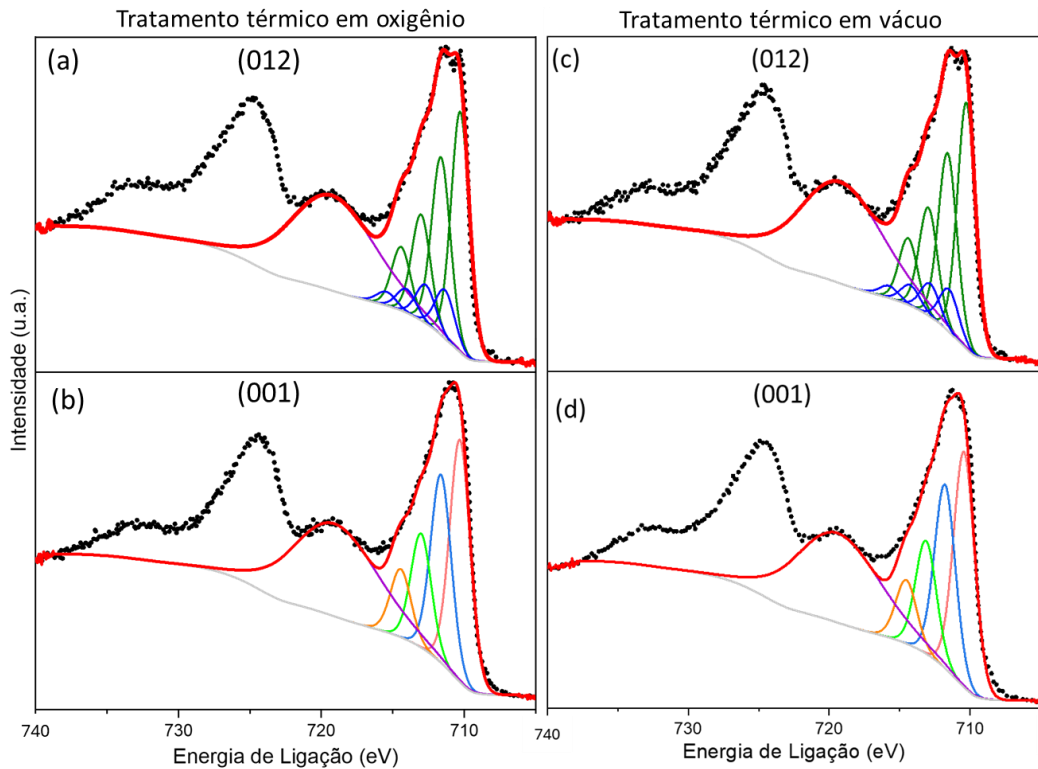 Tratamento térmico em oxigênio
Tratamento térmico em vácuo
(a)
(012)
(c)
(012)
(b)
(001)
(d)
(001)
Intensidade (u.a.)
740 730 720 710
740 730 720 710
Energia de Ligação (eV)
Energia de Ligação (eV)